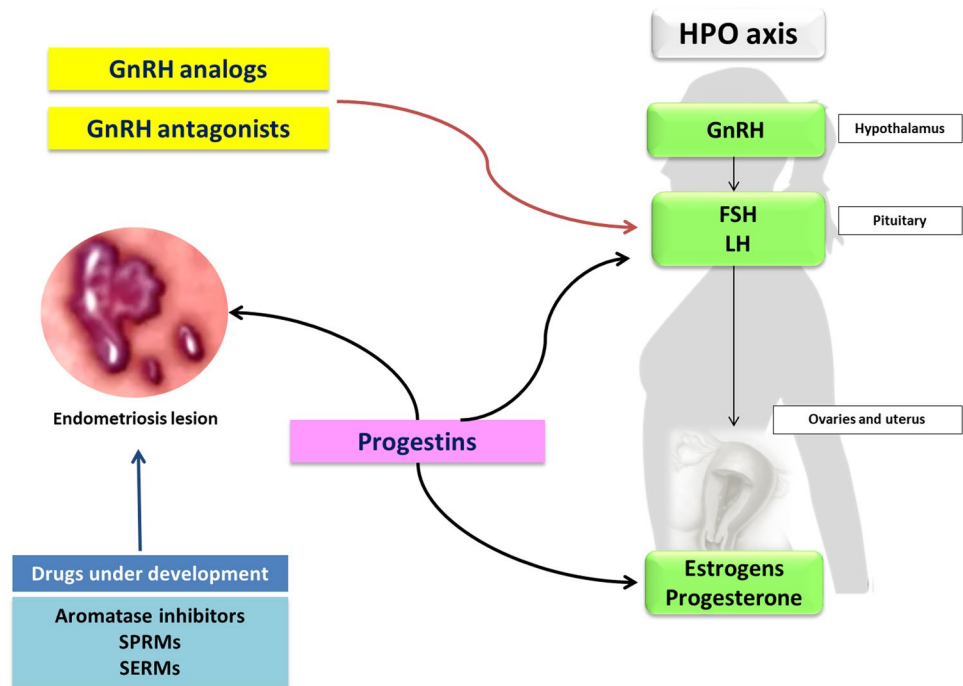 HPO axis
GnRH analogs
GnRH antagonists
GnRH
Hypothalamus
FSH
LH
Pituitary
Endometriosis lesion
Ovaries and uterus
Progestins
Drugs under development
Aromatase inhibitors
SPRMs
SERMs
Estrogens
Progesterone